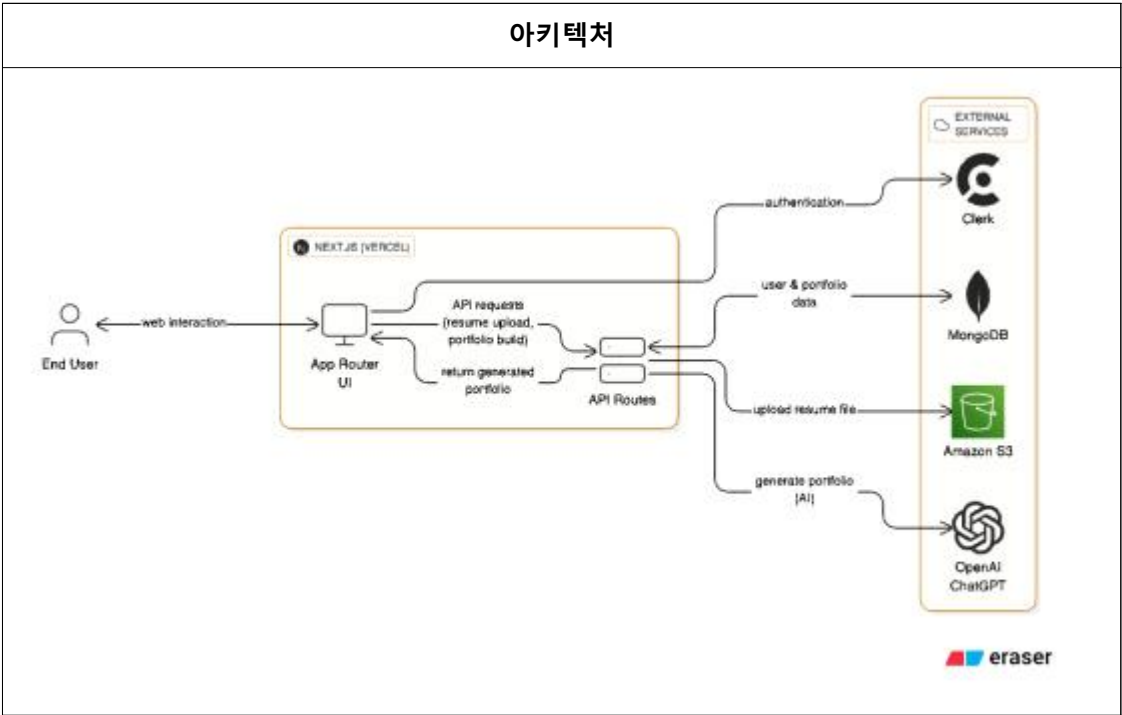 아키텍처
EXTERNAL
SERVICES
Clerk
authentication
NEXT.JS (VERCEL)
user & portfolio
data
MongoDB
web interaction
End User
App Router
UI
API requests
(resume upload,
portfolio build)
return generated
portfolio
API Routes
upload resume file
Amazon S3
generate portfolio
(AI)
OpenAI
ChatGPT
eraser